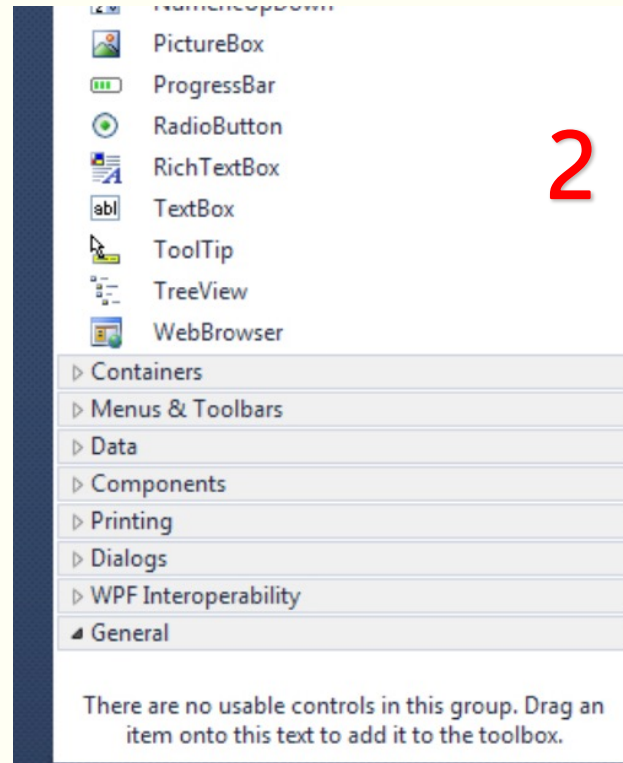 NumericUpDown
PictureBox
ProgressBar
RadioButton
RichTextBox
2
abl TextBox
ToolTip
TreeView
WebBrowser
Containers
Menus & Toolbars
Data
Components
Printing
Dialogs
WPF Interoperability
General
There are no usable controls in this group. Drag an
item onto this text to add it to the toolbox.